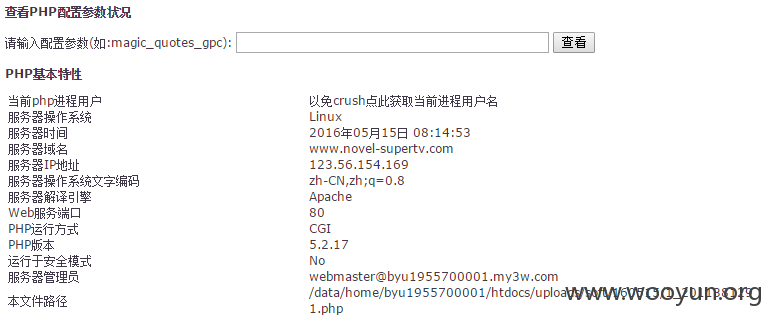 查看PHP配置参数状况
请输入配置参数(如:magic_quotes_gpc): 查看
PHP基本特性
当前php进程用户 以免crush点此获取当前进程用户名
服务器操作系统 Linux
服务器时间 2016年05月15日 08:14:53
服务器域名 www.novel-supertv.com
服务器IP地址 123.56.154.169
服务器操作系统文字编码 zh-CN,zh;q=0.8
服务器解译引擎 Apache
Web服务端口 80
PHP运行方式 CGI
PHP版本 5.2.17
运行于安全模式 No
服务器管理员 webmaster@byu1955700001.my3w.com
本文件路径 /data/home/byu1955700001/htdocs/uploads/
1.php
www.wooyun.org